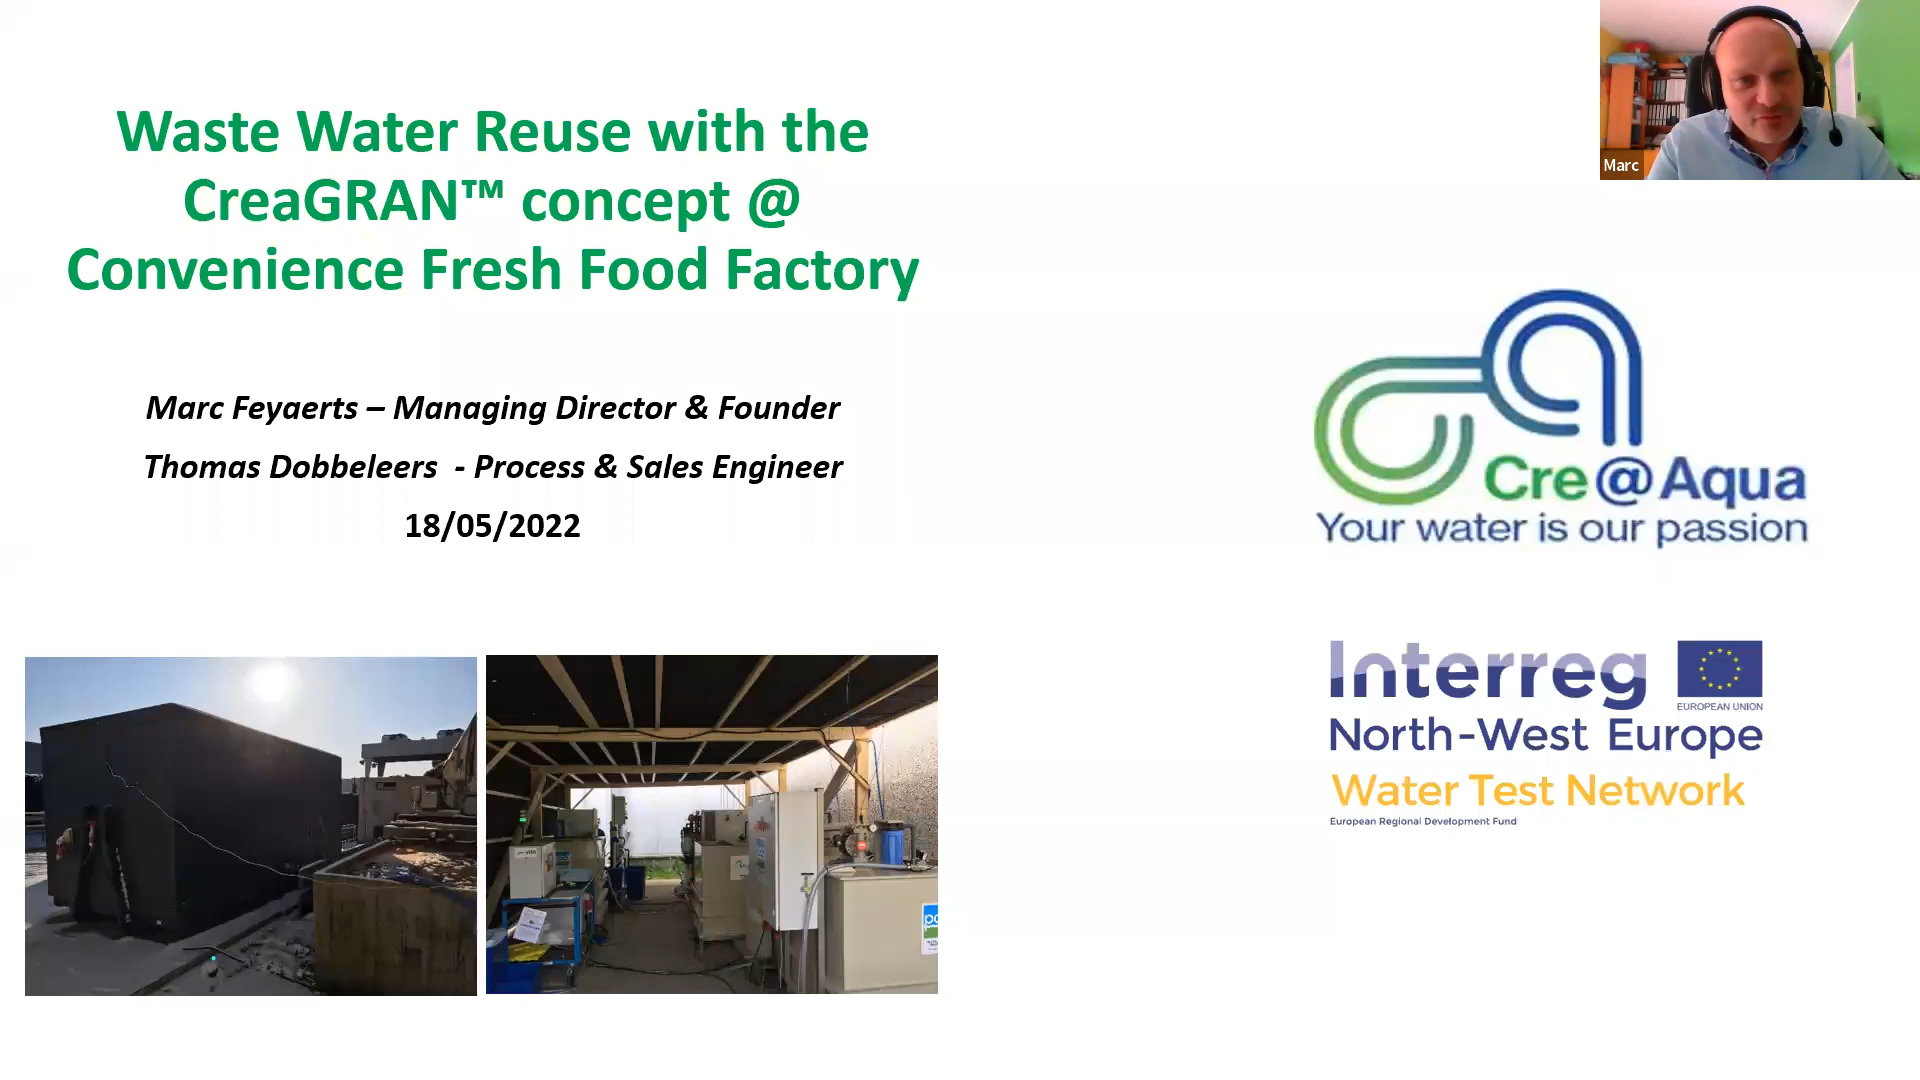 Waste Water Reuse with the
CreaGRAN™ concept @
Convenience Fresh Food Factory
Marc Feyaerts – Managing Director & Founder
Thomas Dobbeleers - Process & Sales Engineer
18/05/2022
Marc
Cre@Aqua
Your water is our passion
Interreg
EUROPEAN UNION
North-West Europe
Water Test Network
European Regional Development Fund